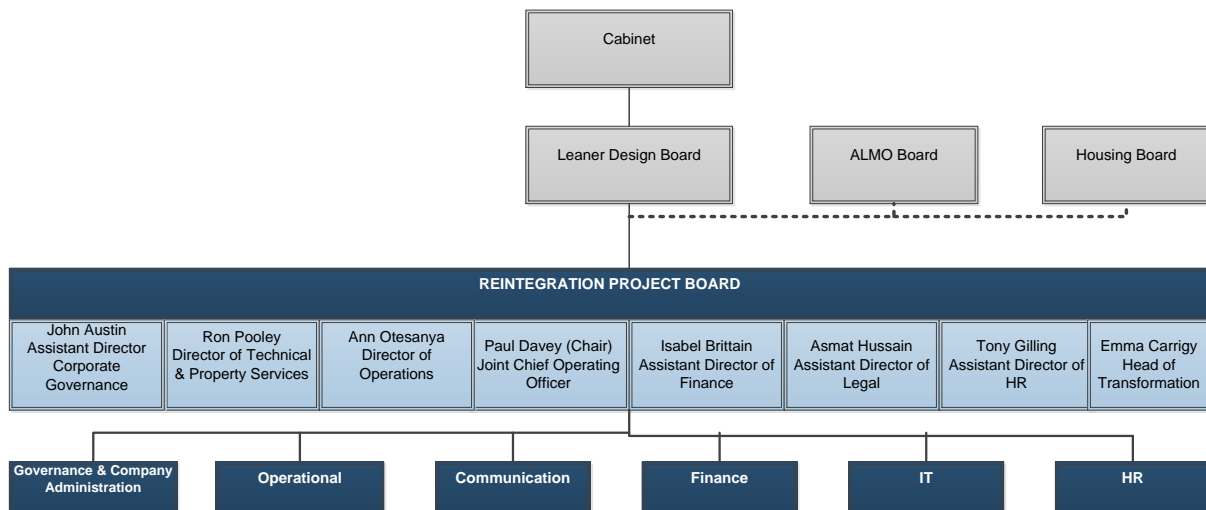 Cabinet
Leaner Design Board
ALMO Board
Housing Board
REINTEGRATION PROJECT BOARD
John Austin
Assistant Director
Corporate
Governance
Ron Pooley
Director of Technical
& Property Services
Ann Otesanya
Director of
Operations
Paul Davey (Chair)
Joint Chief Operating
Officer
Isabel Brittain
Assistant Director of
Finance
Asmat Hussain
Assistant Director of
Legal
Tony Gilling
Assistant Director of
HR
Emma Carrigy
Head of
Transformation
Governance & Company
Administration
Operational
Communication
Finance
IT
HR